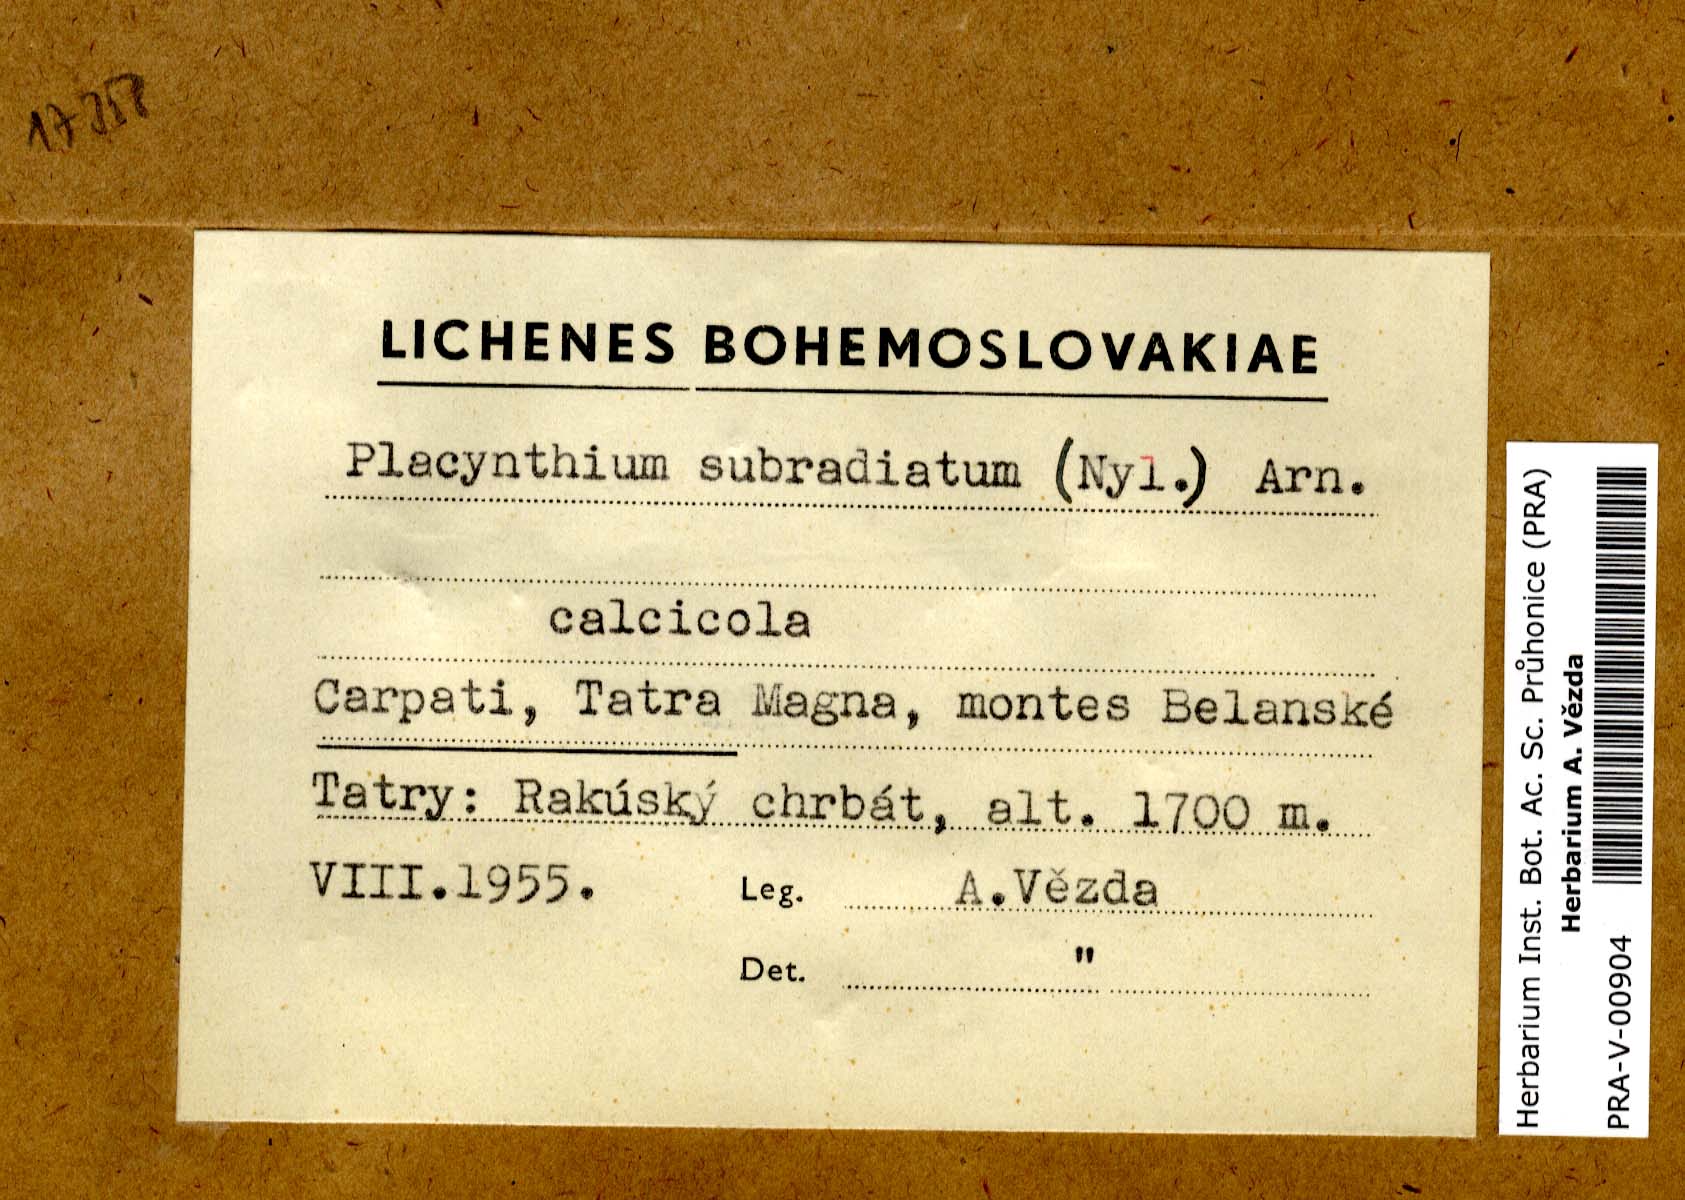 LICHENES BOHEMOSLOVAKIAE
Placynthium subradiatum (Nyl.) Arn.
calcicola
Carpati, Tatra Magna, montes Belanské
Tatry: Rakúský chrbát, alt. 1700 m.
VIII.1955. Leg. A.Vězda
Det. "
Herbarium Inst. Bot. Ac. Sc. Průhonice (PRA)
Herbarium A. Vězda
PRA-V-00904